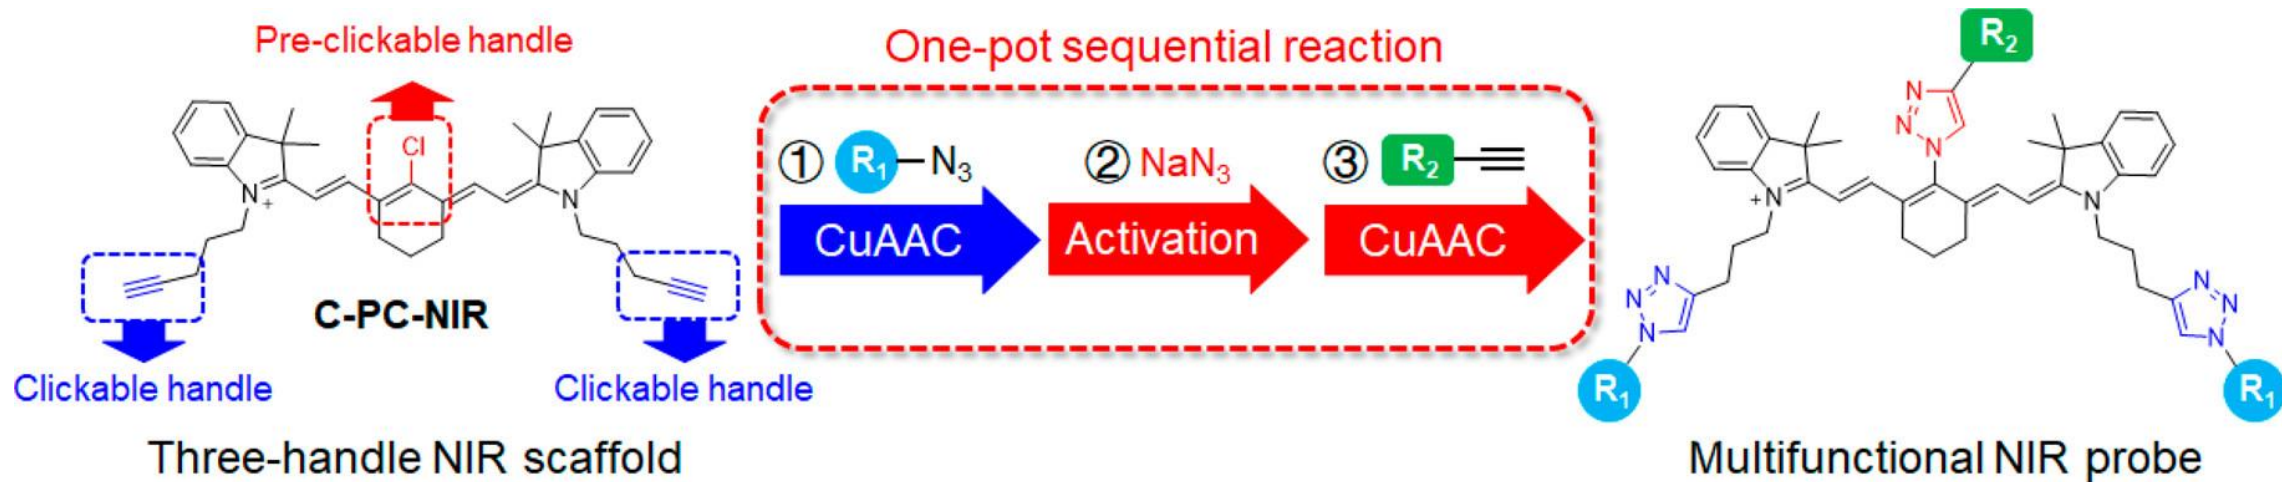 Pre-clickable handle
Cl
N
+
N
C-PC-NIR
Clickable handle
Clickable handle
Three-handle NIR scaffold
One-pot sequential reaction
① R₁–N₃
② NaN₃
③ R₂
CuAAC
Activation
CuAAC
R₂
N
N
N
+N
N
N
N
N
N
N
N
R₁
R₁
Multifunctional NIR probe